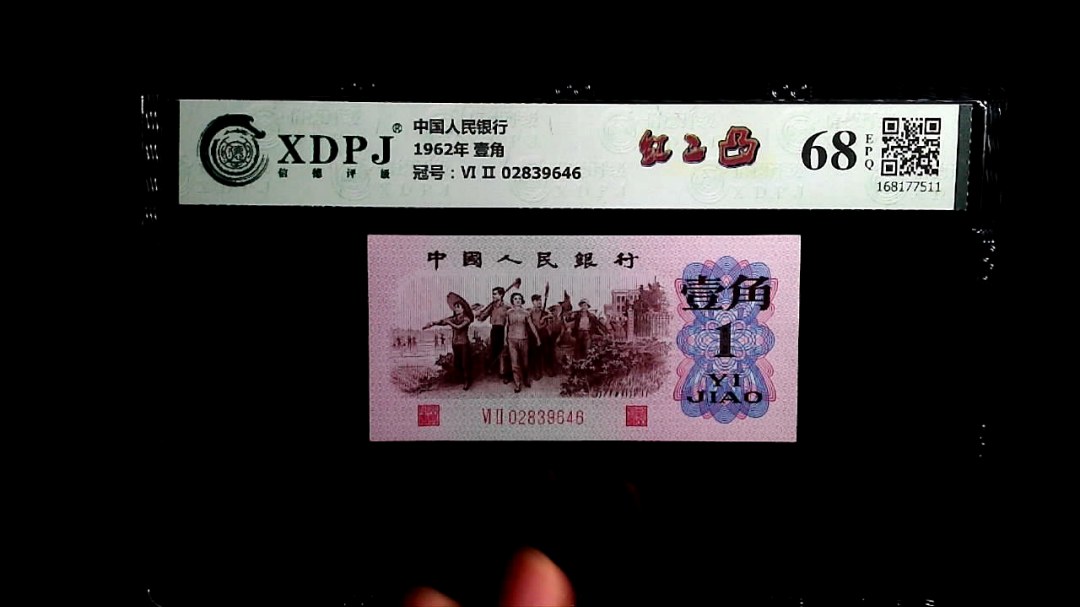 XDPJ®
信德评级
中国人民银行
1962年 壹角
冠号：VI II 02839646
红二凸
68
EPQ
168177511
中國人民銀行
壹角
1
YI
JIAO
VI II 02839646